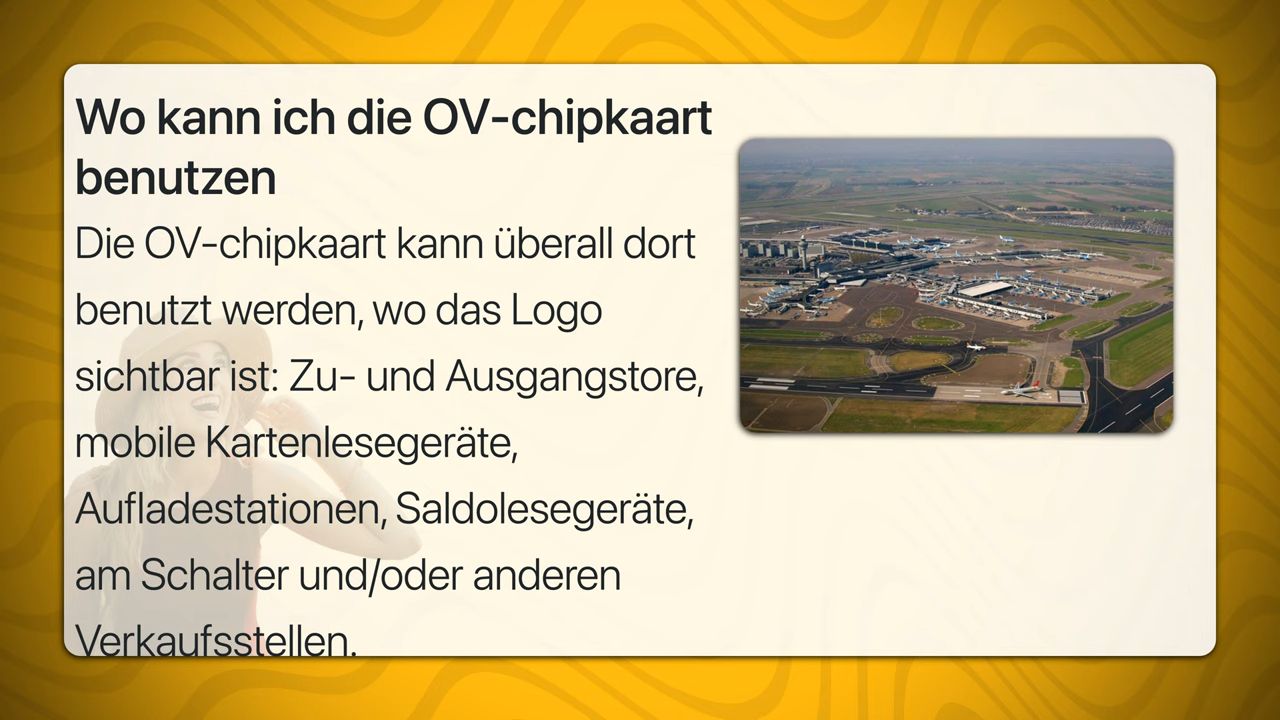 Wo kann ich die OV-chipkaart
benutzen
Die OV-chipkaart kann überall dort
benutzt werden, wo das Logo
sichtbar ist: Zu- und Ausgangstore,
mobile Kartenlesegeräte,
Aufladestationen, Saldolesegeräte,
am Schalter und/oder anderen
Verkaufsstellen.